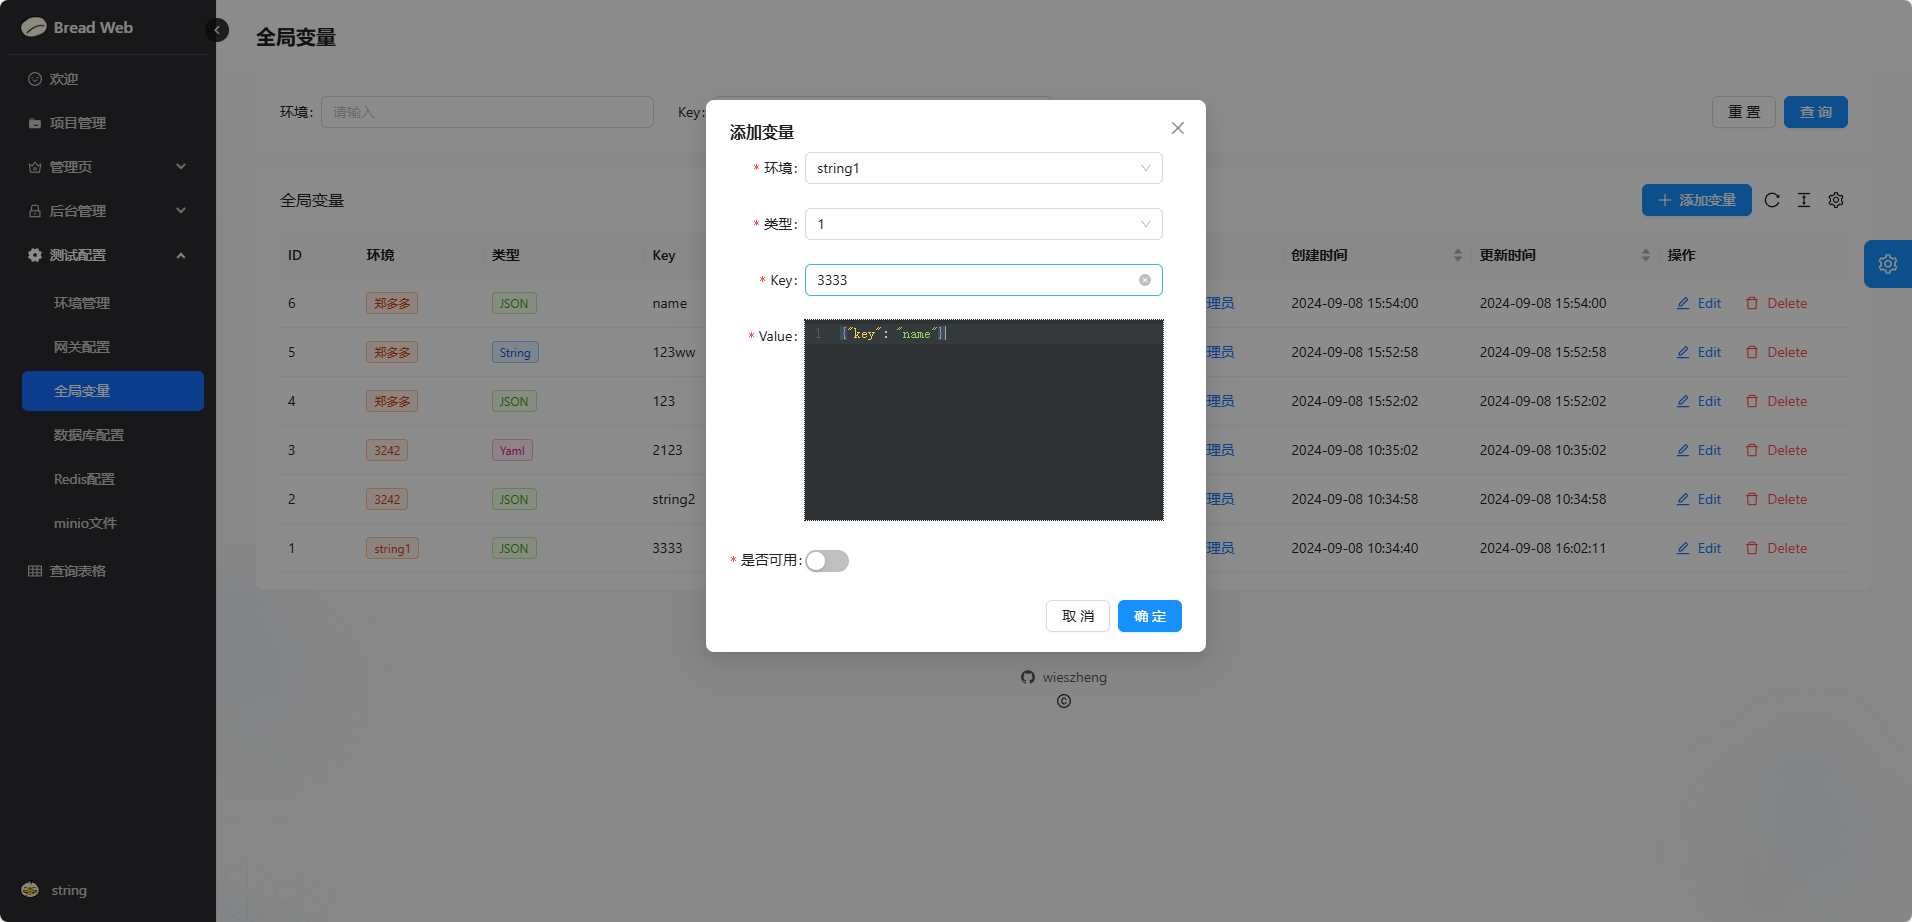 Bread Web
欢迎
项目管理
管理页
后台管理
测试配置
环境管理
网关配置
全局变量
数据库配置
Redis配置
minio文件
查询表格
string
全局变量
环境: 请输入 Key: 重 置 查 询
全局变量 添加变量
ID 环境 类型 Key 创建时间 更新时间 操作
6 郑多多 JSON name 理员 2024-09-08 15:54:00 2024-09-08 15:54:00 Edit Delete
5 郑多多 String 123ww 理员 2024-09-08 15:52:58 2024-09-08 15:52:58 Edit Delete
4 郑多多 JSON 123 理员 2024-09-08 15:52:02 2024-09-08 15:52:02 Edit Delete
3 3242 Yaml 2123 理员 2024-09-08 10:35:02 2024-09-08 10:35:02 Edit Delete
2 3242 JSON string2 理员 2024-09-08 10:34:58 2024-09-08 10:34:58 Edit Delete
1 string1 JSON 3333 理员 2024-09-08 10:34:40 2024-09-08 16:02:11 Edit Delete
添加变量
* 环境: string1
* 类型: 1
* Key: 3333
* Value: 1 {"key": "name"}
* 是否可用:
取 消 确 定
wieszheng
©